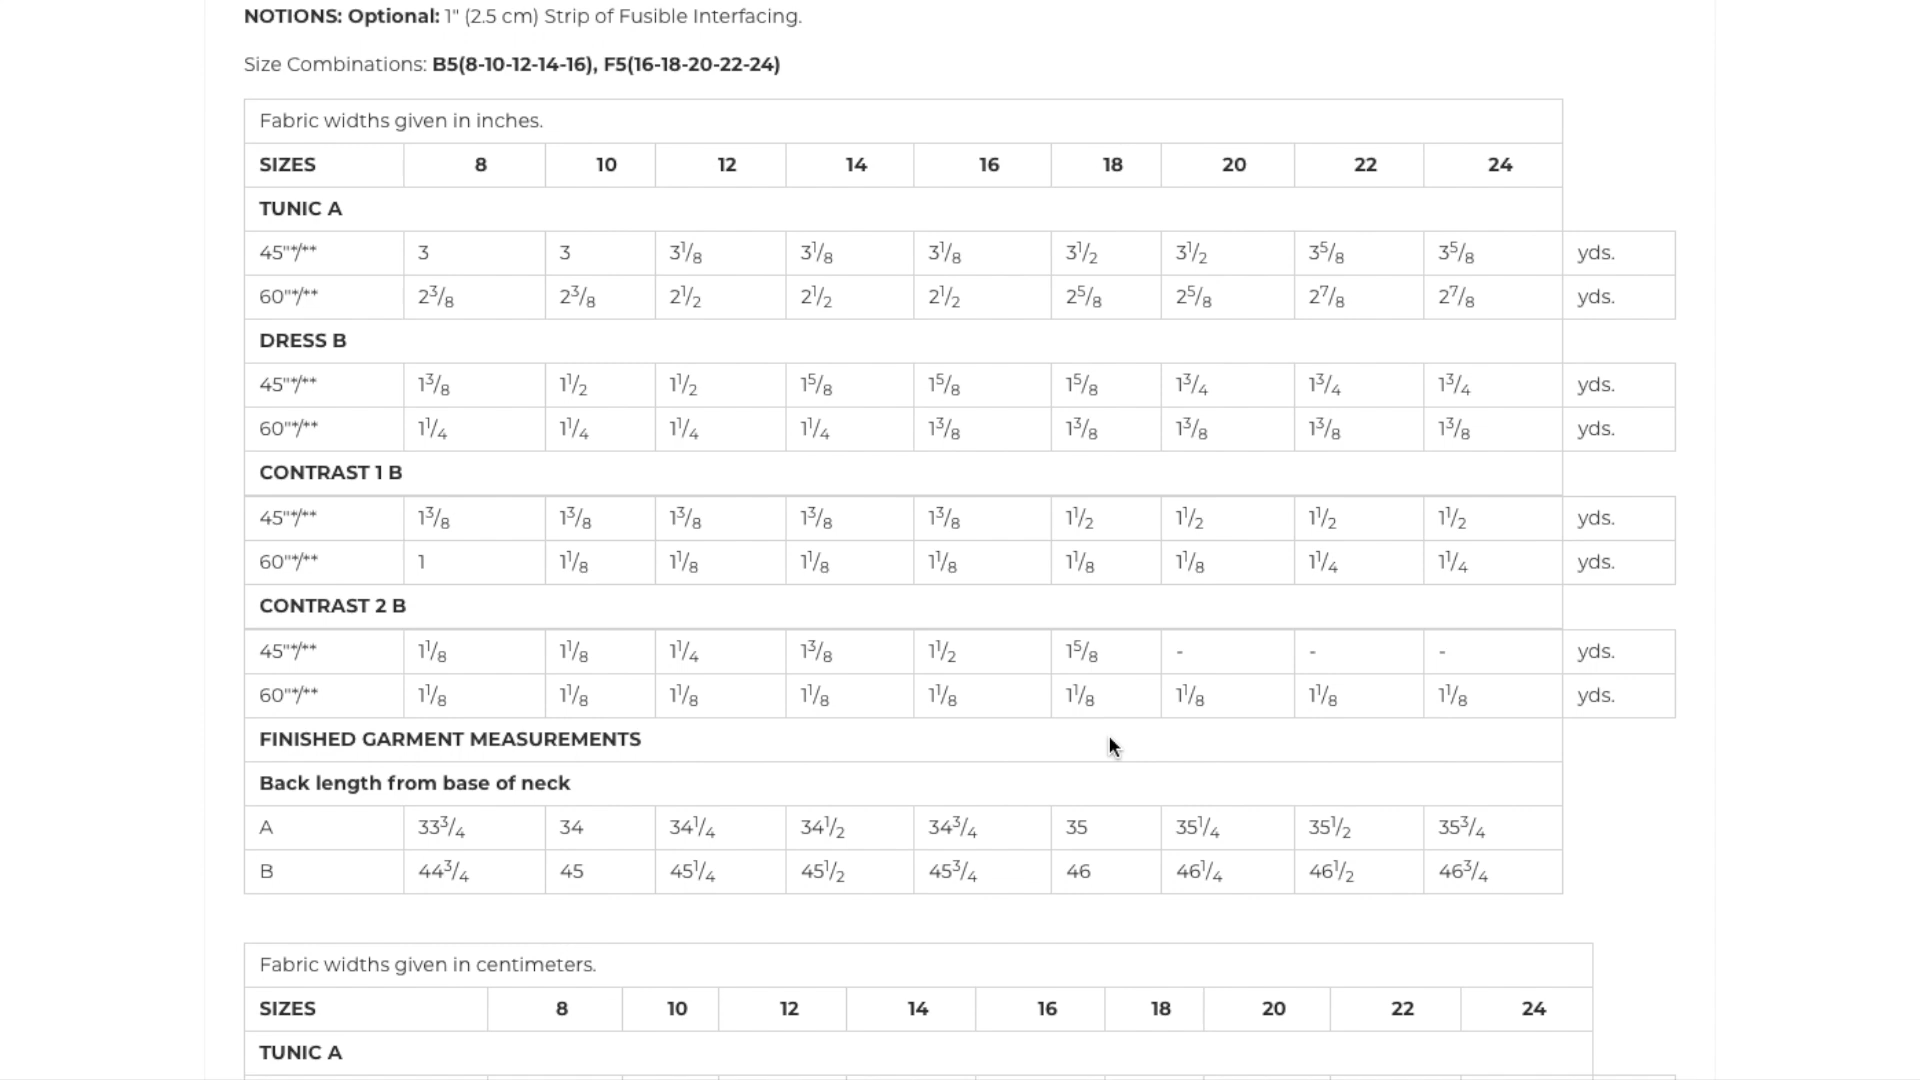 NOTIONS: Optional: 1" (2.5 cm) Strip of Fusible Interfacing.
Size Combinations: B5(8-10-12-14-16), F5(16-18-20-22-24)
Fabric widths given in inches.
SIZES 8 10 12 14 16 18 20 22 24
TUNIC A
45"*/** 3 3 3 1/8 3 1/8 3 1/8 3 1/2 3 1/2 3 5/8 3 5/8 yds.
60"*/** 2 3/8 2 3/8 2 1/2 2 1/2 2 1/2 2 5/8 2 5/8 2 7/8 2 7/8 yds.
DRESS B
45"*/** 1 3/8 1 1/2 1 1/2 1 5/8 1 5/8 1 5/8 1 3/4 1 3/4 1 3/4 yds.
60"*/** 1 1/4 1 1/4 1 1/4 1 1/4 1 3/8 1 3/8 1 3/8 1 3/8 1 3/8 yds.
CONTRAST 1 B
45"*/** 1 3/8 1 3/8 1 3/8 1 3/8 1 3/8 1 1/2 1 1/2 1 1/2 1 1/2 yds.
60"*/** 1 1 1/8 1 1/8 1 1/8 1 1/8 1 1/8 1 1/8 1 1/4 1 1/4 yds.
CONTRAST 2 B
45"*/** 1 1/8 1 1/8 1 1/4 1 3/8 1 1/2 1 5/8 - - - yds.
60"*/** 1 1/8 1 1/8 1 1/8 1 1/8 1 1/8 1 1/8 1 1/8 1 1/8 1 1/8 yds.
FINISHED GARMENT MEASUREMENTS
Back length from base of neck
A 33 3/4 34 34 1/4 34 1/2 34 3/4 35 35 1/4 35 1/2 35 3/4
B 44 3/4 45 45 1/4 45 1/2 45 3/4 46 46 1/4 46 1/2 46 3/4
Fabric widths given in centimeters.
SIZES 8 10 12 14 16 18 20 22 24
TUNIC A